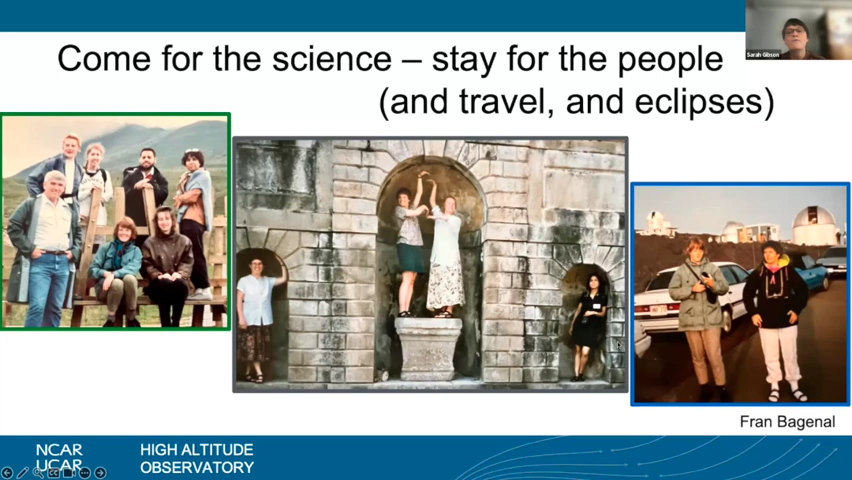 Sarah Gibson
Come for the science – stay for the people
(and travel, and eclipses)
Fran Bagenal
NCAR
UCAR
HIGH ALTITUDE
OBSERVATORY